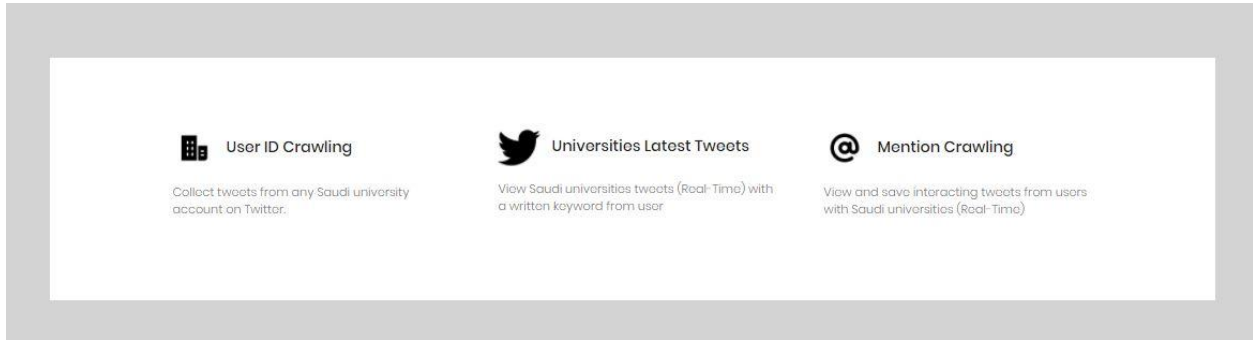 User ID Crawling
Collect tweets from any Saudi university
account on Twitter.
Universities Latest Tweets
View Saudi universities tweets (Real-Time) with
a written keyword from user
Mention Crawling
View and save interacting tweets from users
with Saudi universities (Real-Time)